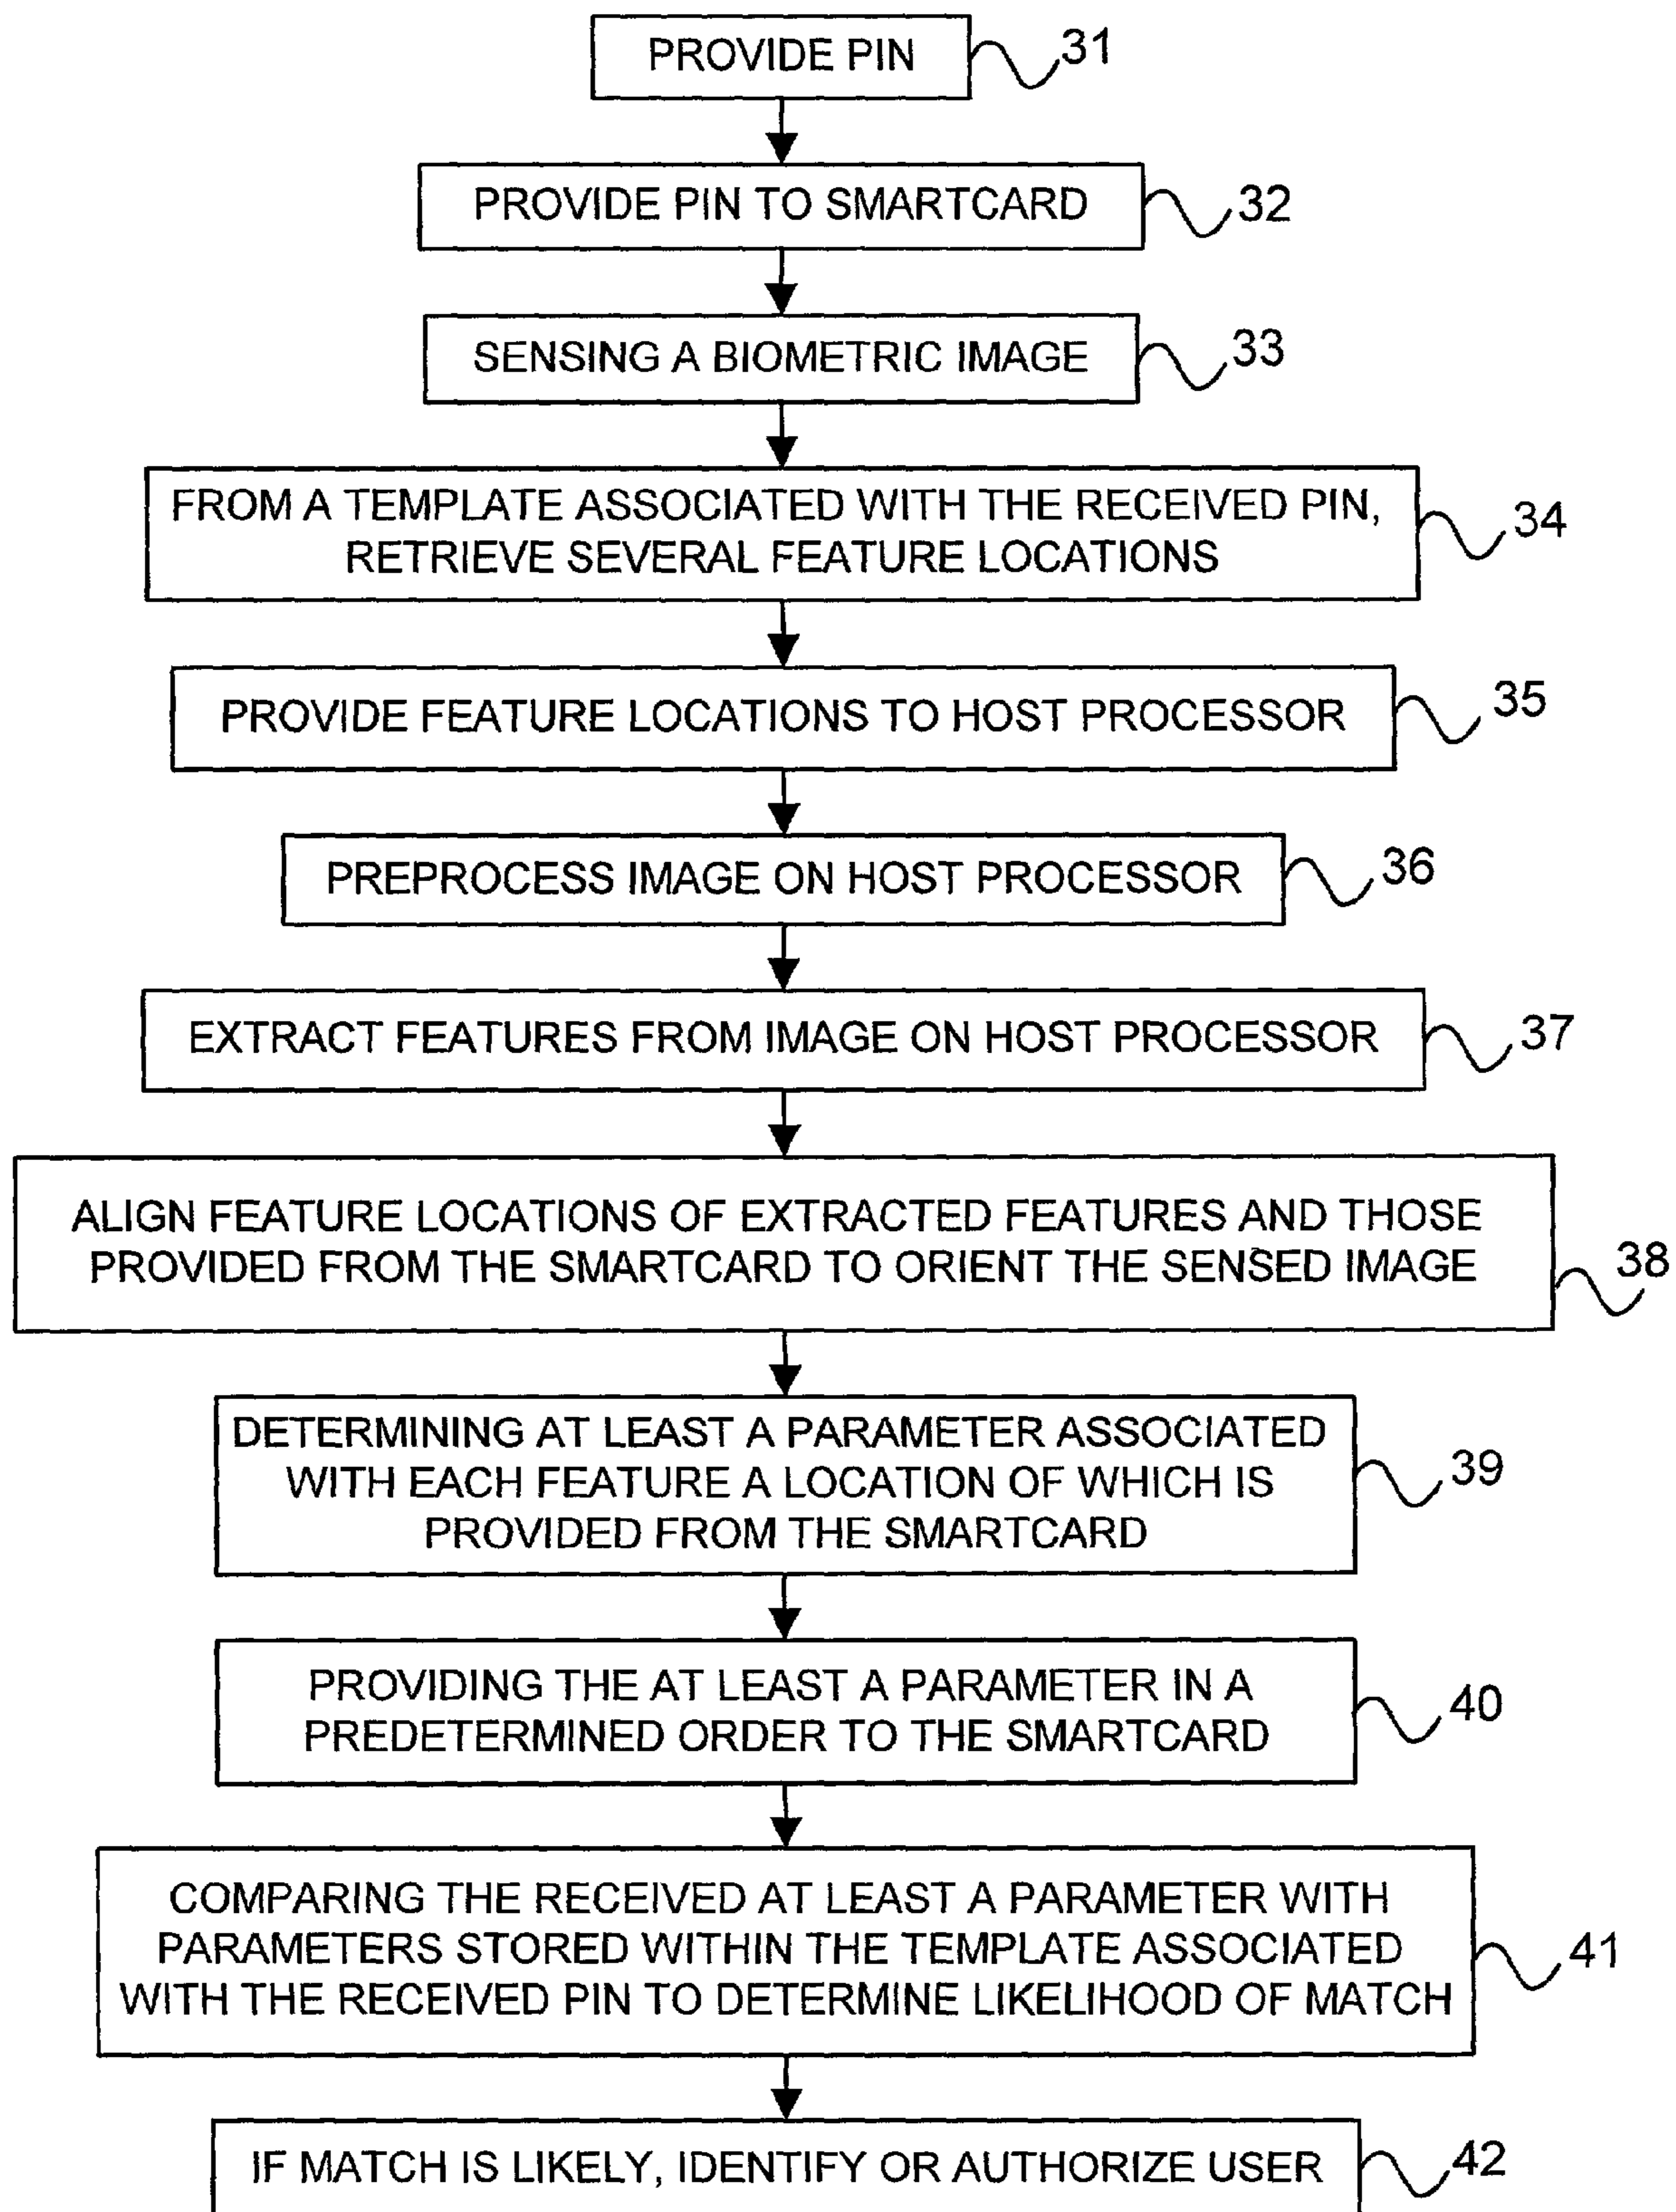 PROVIDE PIN
31
PROVIDE PIN TO SMARTCARD
32
SENSING A BIOMETRIC IMAGE
33
FROM A TEMPLATE ASSOCIATED WITH THE RECEIVED PIN,
RETRIEVE SEVERAL FEATURE LOCATIONS
34
PROVIDE FEATURE LOCATIONS TO HOST PROCESSOR
35
PREPROCESS IMAGE ON HOST PROCESSOR
36
EXTRACT FEATURES FROM IMAGE ON HOST PROCESSOR
37
ALIGN FEATURE LOCATIONS OF EXTRACTED FEATURES AND THOSE
PROVIDED FROM THE SMARTCARD TO ORIENT THE SENSED IMAGE
38
DETERMINING AT LEAST A PARAMETER ASSOCIATED
WITH EACH FEATURE A LOCATION OF WHICH IS
PROVIDED FROM THE SMARTCARD
39
PROVIDING THE AT LEAST A PARAMETER IN A
PREDETERMINED ORDER TO THE SMARTCARD
40
COMPARING THE RECEIVED AT LEAST A PARAMETER WITH
PARAMETERS STORED WITHIN THE TEMPLATE ASSOCIATED
WITH THE RECEIVED PIN TO DETERMINE LIKELIHOOD OF MATCH
41
IF MATCH IS LIKELY, IDENTIFY OR AUTHORIZE USER
42